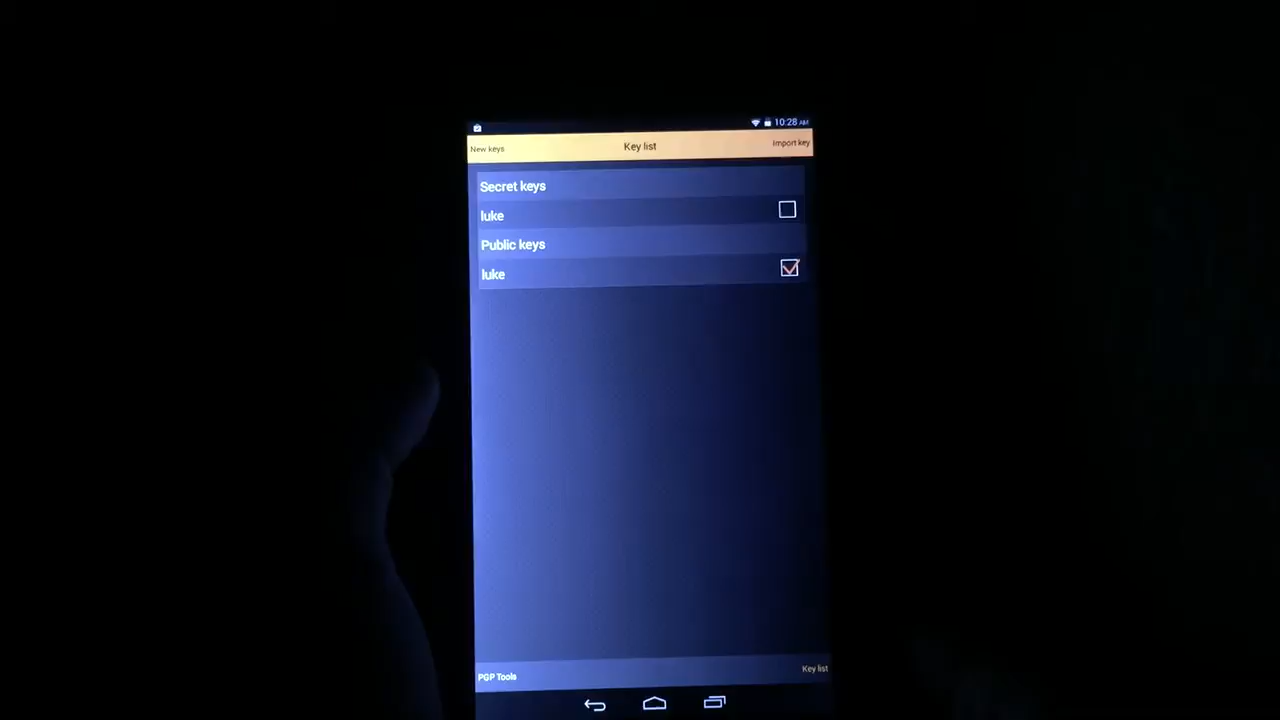 10:28 AM
New keys Key list Import key
Secret keys
luke
Public keys
luke
PGP Tools Key list